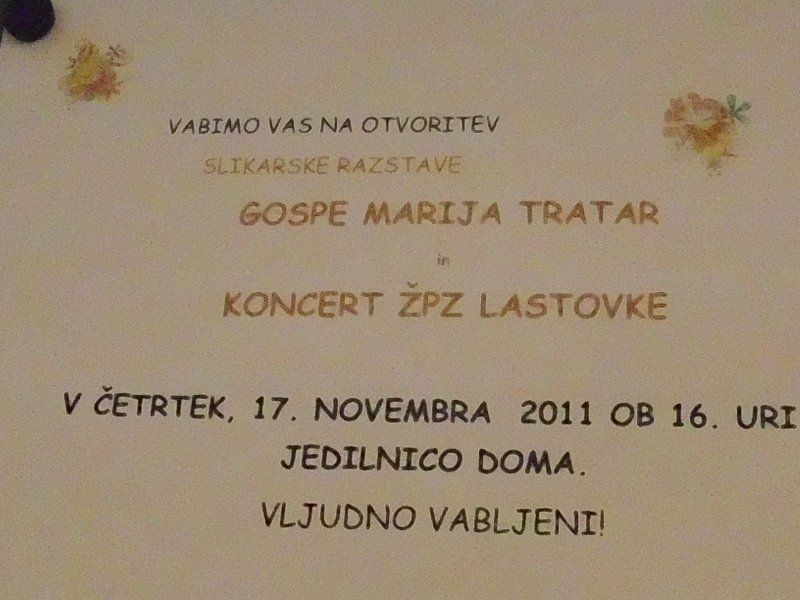 VABIMO VAS NA OTVORITEV
SLIKARSKE RAZSTAVE
GOSPE MARIJA TRATAR
in
KONCERT ŽPZ LASTOVKE
V ČETRTEK, 17. NOVEMBRA 2011 OB 16. URI
JEDILNICO DOMA.
VLJUDNO VABLJENI!